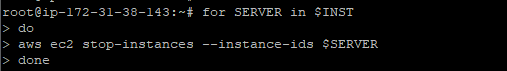 root@ip-172-31-38-143:~# for SERVER in $INST
> do
> aws ec2 stop-instances --instance-ids $SERVER
> done